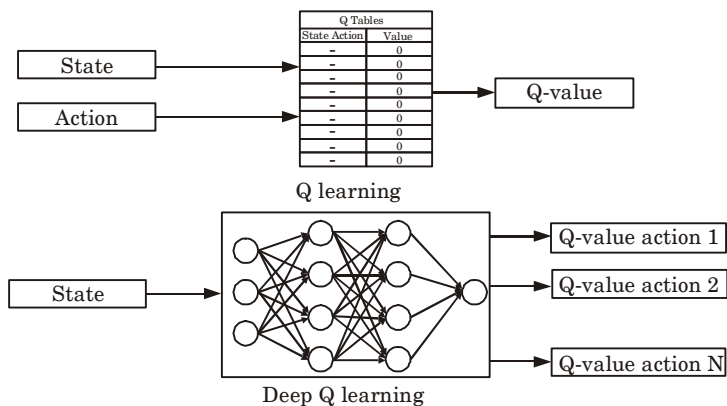 Q Tables
State Action Value
- 0
- 0
- 0
- 0
- 0
- 0
- 0
- 0
- 0
State
Action
Q-value
Q learning
State
Q-value action 1
Q-value action 2
Q-value action N
Deep Q learning